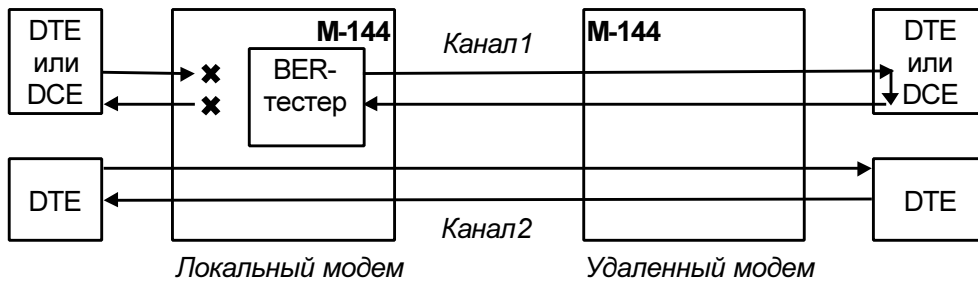 DTE
или
DCE
M-144
BER-
тестер
Канал1
M-144
DTE
или
DCE
DTE
Канал2
DTE
Локальный модем
Удаленный модем